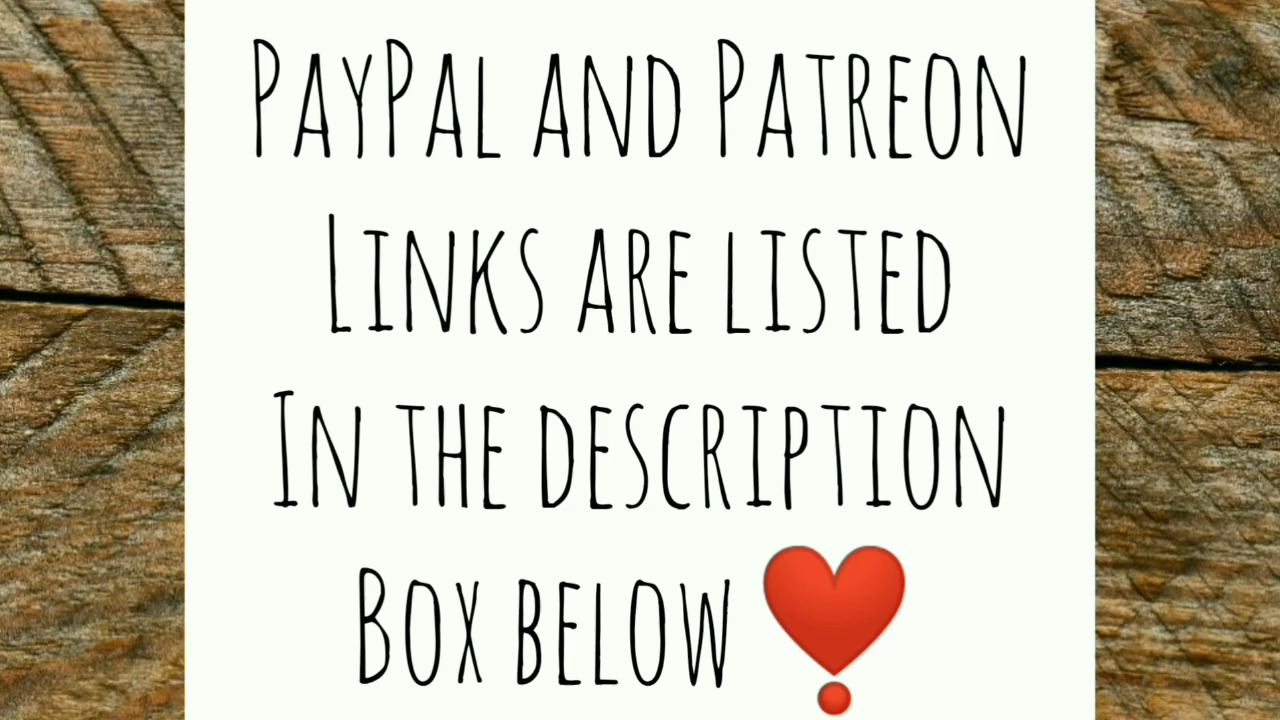 PayPal and Patreon
Links are listed
In the description
Box below ❣